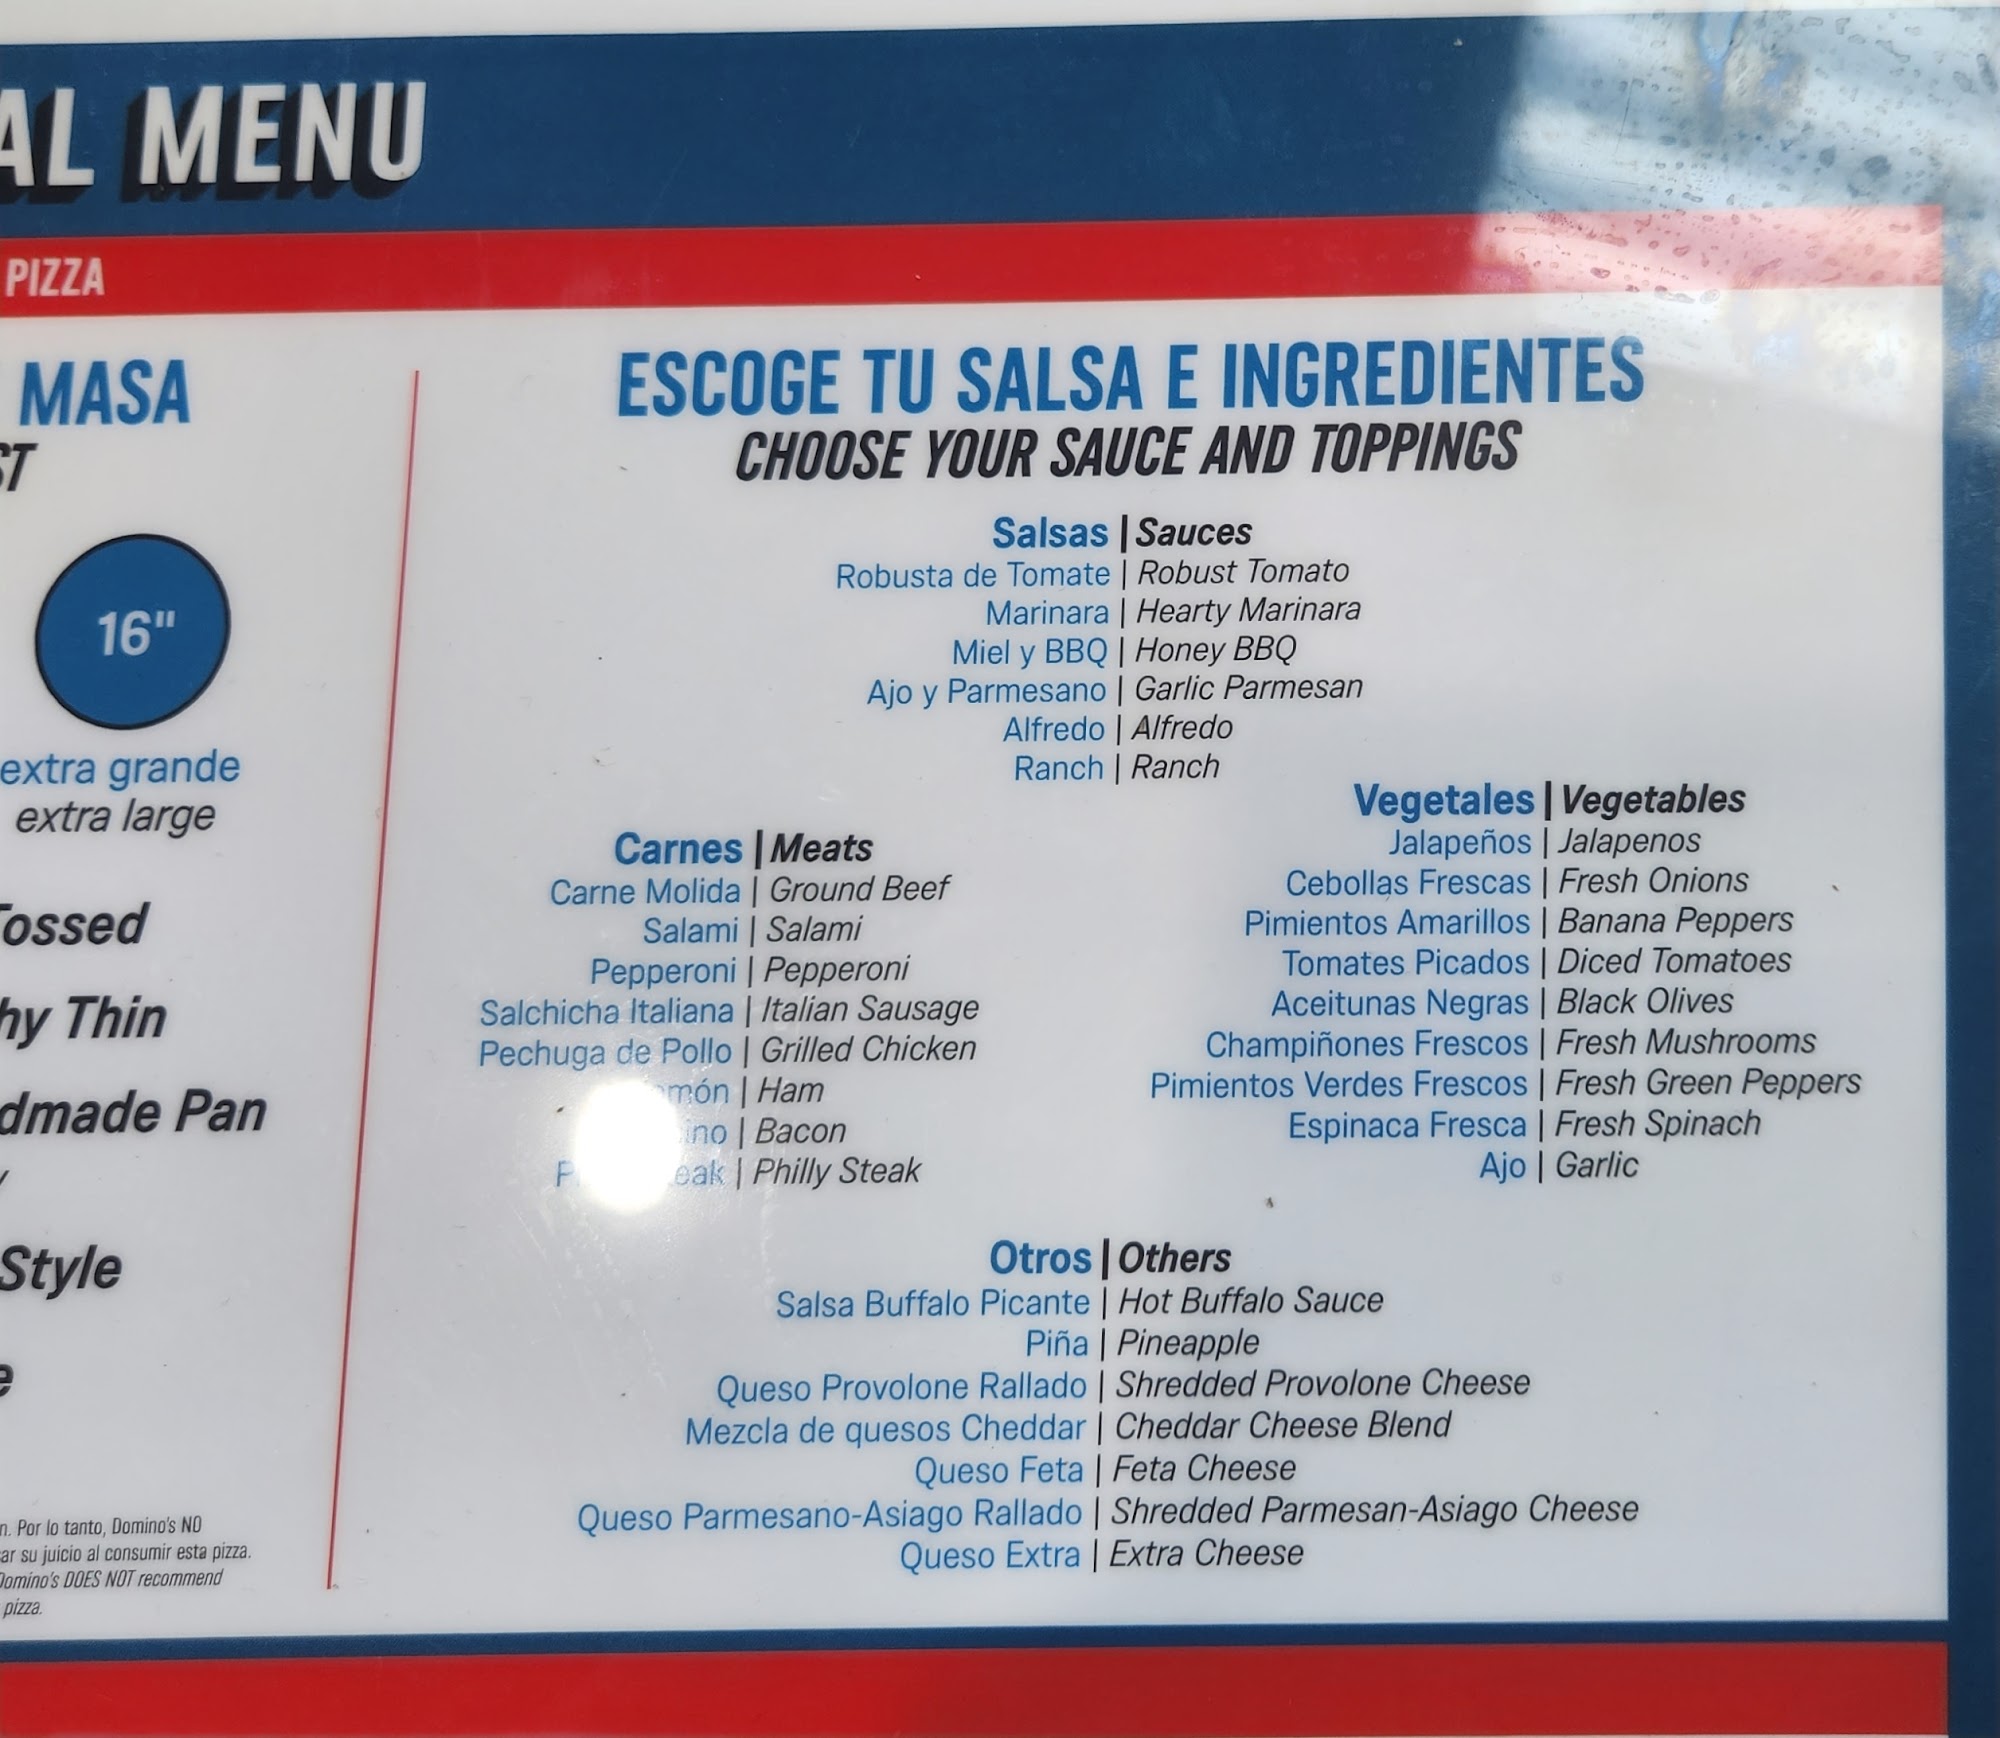 AL MENU
PIZZA
MASA
ST
16"
extra grande
extra large
Tossed
hy Thin
dmade Pan
Style
e
n. Por lo tanto, Domino's NO
ar su juicio al consumir esta pizza.
Domino's DOES NOT recommend
pizza.
ESCOGE TU SALSA E INGREDIENTES
CHOOSE YOUR SAUCE AND TOPPINGS
Salsas | Sauces
Robusta de Tomate | Robust Tomato
Marinara | Hearty Marinara
Miel y BBQ | Honey BBQ
Ajo y Parmesano | Garlic Parmesan
Alfredo | Alfredo
Ranch | Ranch
Carnes | Meats
Carne Molida | Ground Beef
Salami | Salami
Pepperoni | Pepperoni
Salchicha Italiana | Italian Sausage
Pechuga de Pollo | Grilled Chicken
món | Ham
ino | Bacon
P eak | Philly Steak
Vegetales | Vegetables
Jalapeños | Jalapenos
Cebollas Frescas | Fresh Onions
Pimientos Amarillos | Banana Peppers
Tomates Picados | Diced Tomatoes
Aceitunas Negras | Black Olives
Champiñones Frescos | Fresh Mushrooms
Pimientos Verdes Frescos | Fresh Green Peppers
Espinaca Fresca | Fresh Spinach
Ajo | Garlic
Otros | Others
Salsa Buffalo Picante | Hot Buffalo Sauce
Piña | Pineapple
Queso Provolone Rallado | Shredded Provolone Cheese
Mezcla de quesos Cheddar | Cheddar Cheese Blend
Queso Feta | Feta Cheese
Queso Parmesano-Asiago Rallado | Shredded Parmesan-Asiago Cheese
Queso Extra | Extra Cheese